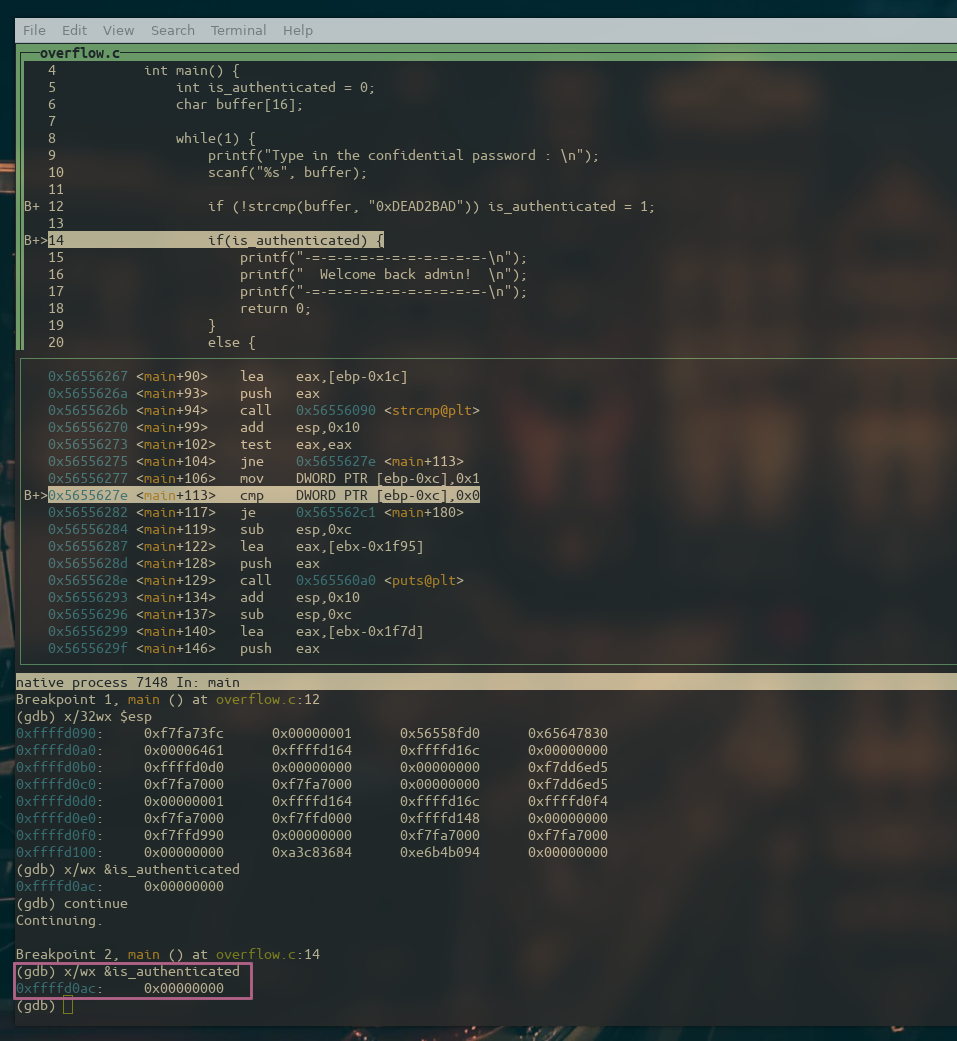 File Edit View Search Terminal Help
overflow.c
4 int main() {
5 int is_authenticated = 0;
6 char buffer[16];
7
8 while(1) {
9 printf("Type in the confidential password : \n");
10 scanf("%s", buffer);
11
B+ 12 if (!strcmp(buffer, "0xDEAD2BAD")) is_authenticated = 1;
13
B+>14 if(is_authenticated) {
15 printf("-=-=-=-=-=-=-=-=-=-=-=-\n");
16 printf("  Welcome back admin!  \n");
17 printf("-=-=-=-=-=-=-=-=-=-=-=-\n");
18 return 0;
19 }
20 else {
0x56556267 <main+90> lea eax,[ebp-0x1c]
0x5655626a <main+93> push eax
0x5655626b <main+94> call 0x56556090 <strcmp@plt>
0x56556270 <main+99> add esp,0x10
0x56556273 <main+102> test eax,eax
0x56556275 <main+104> jne 0x5655627e <main+113>
0x56556277 <main+106> mov DWORD PTR [ebp-0xc],0x1
B+>0x5655627e <main+113> cmp DWORD PTR [ebp-0xc],0x0
0x56556282 <main+117> je 0x565562c1 <main+180>
0x56556284 <main+119> sub esp,0xc
0x56556287 <main+122> lea eax,[ebx-0x1f95]
0x5655628d <main+128> push eax
0x5655628e <main+129> call 0x565560a0 <puts@plt>
0x56556293 <main+134> add esp,0x10
0x56556296 <main+137> sub esp,0xc
0x56556299 <main+140> lea eax,[ebx-0x1f7d]
0x5655629f <main+146> push eax
native process 7148 In: main
Breakpoint 1, main () at overflow.c:12
(gdb) x/32wx $esp
0xffffd090: 0xf7fa73fc 0x00000001 0x56558fd0 0x65647830
0xffffd0a0: 0x00006461 0xffffd164 0xffffd16c 0x00000000
0xffffd0b0: 0xffffd0d0 0x00000000 0x00000000 0xf7dd6ed5
0xffffd0c0: 0xf7fa7000 0xf7fa7000 0x00000000 0xf7dd6ed5
0xffffd0d0: 0x00000001 0xffffd164 0xffffd16c 0xffffd0f4
0xffffd0e0: 0xf7fa7000 0xf7ffd000 0xffffd148 0x00000000
0xffffd0f0: 0xf7ffd990 0x00000000 0xf7fa7000 0xf7fa7000
0xffffd100: 0x00000000 0xa3c83684 0xe6b4b094 0x00000000
(gdb) x/wx &is_authenticated
0xffffd0ac: 0x00000000
(gdb) continue
Continuing.
Breakpoint 2, main () at overflow.c:14
(gdb) x/wx &is_authenticated
0xffffd0ac: 0x00000000
(gdb)